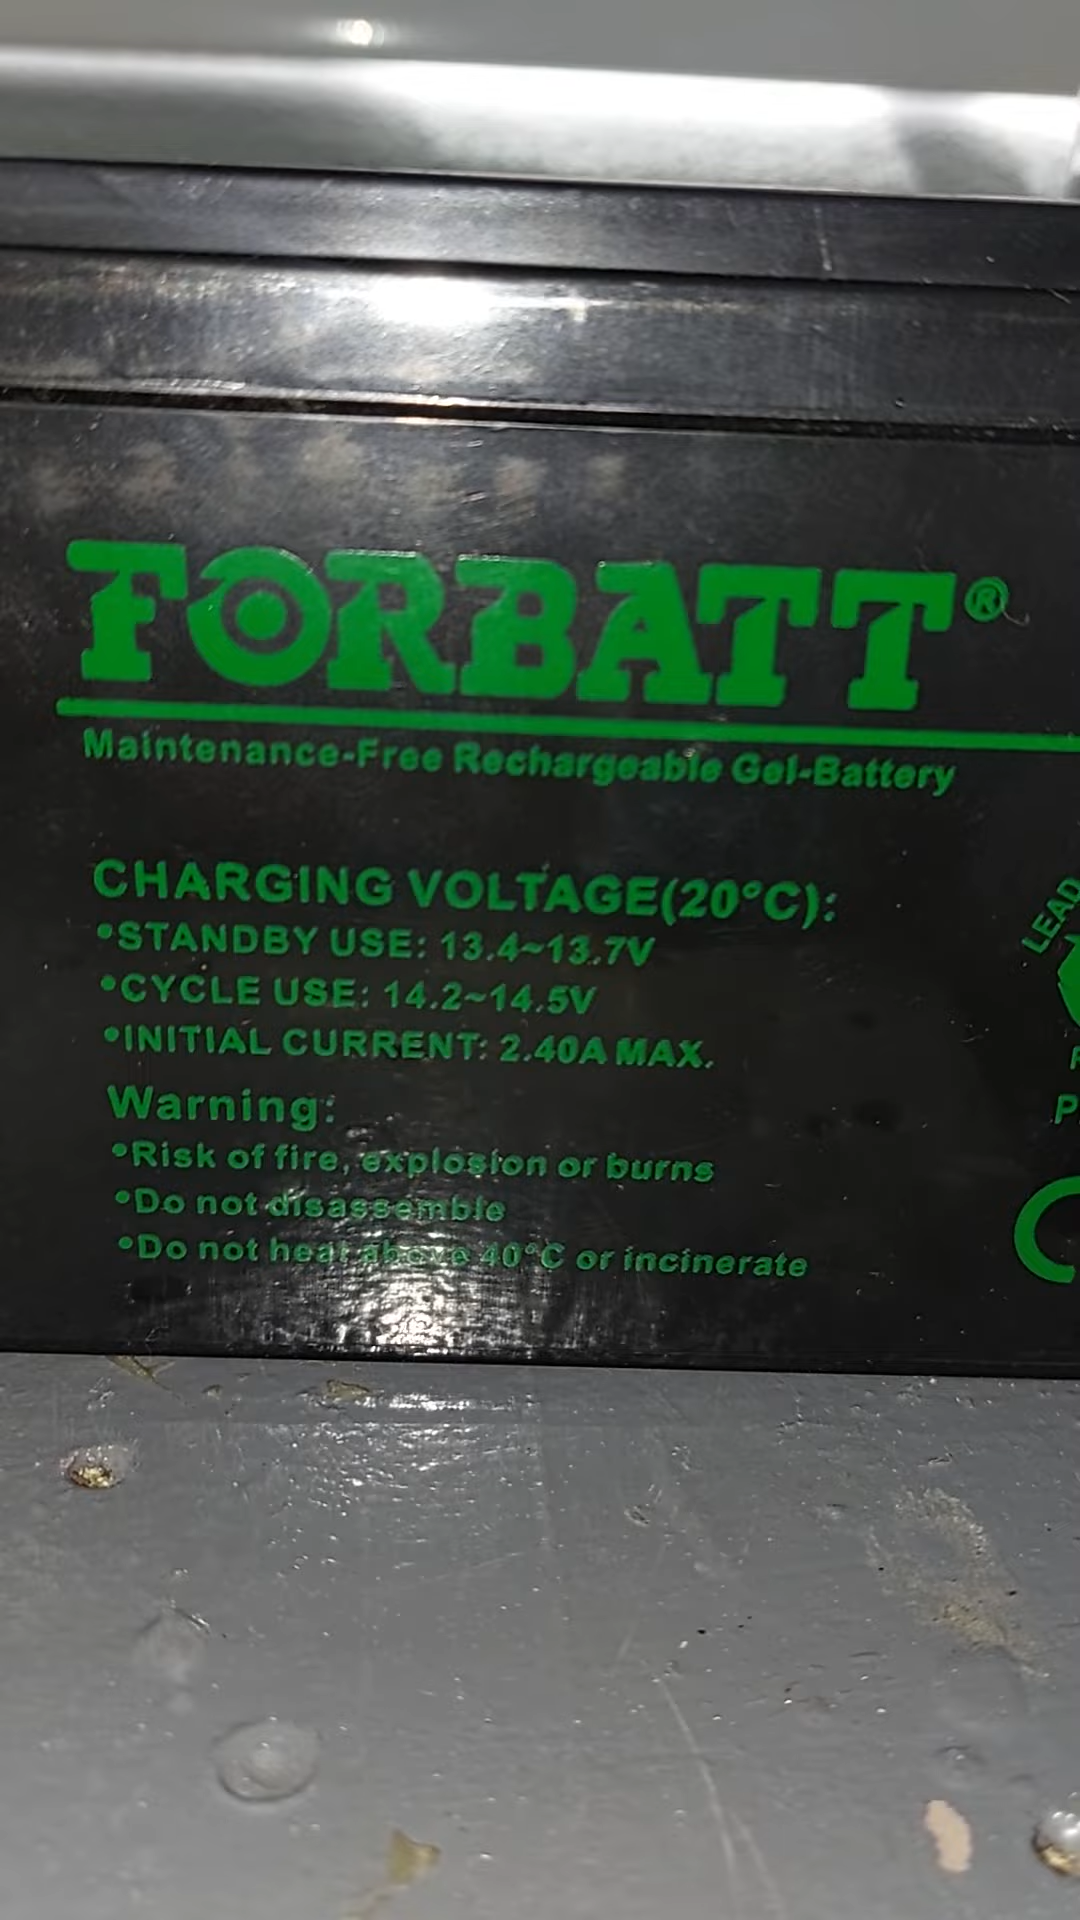 FORBATT®
Maintenance-Free Rechargeable Gel-Battery
CHARGING VOLTAGE(20°C):
•STANDBY USE: 13.4~13.7V
•CYCLE USE: 14.2~14.5V
•INITIAL CURRENT: 2.40A MAX.
Warning:
•Risk of fire, explosion or burns
•Do not disassemble
•Do not heat above 40°C or incinerate
LEAD